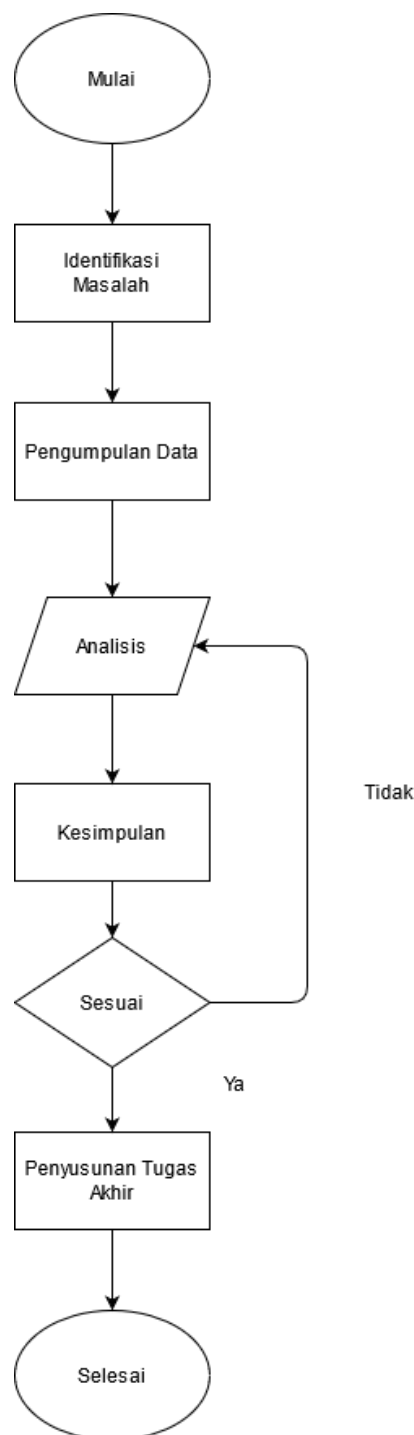 Mulai
Identifikasi
Masalah
Pengumpulan Data
Analisis
Kesimpulan
Tidak
Sesuai
Ya
Penyusunan Tugas
Akhir
Selesai